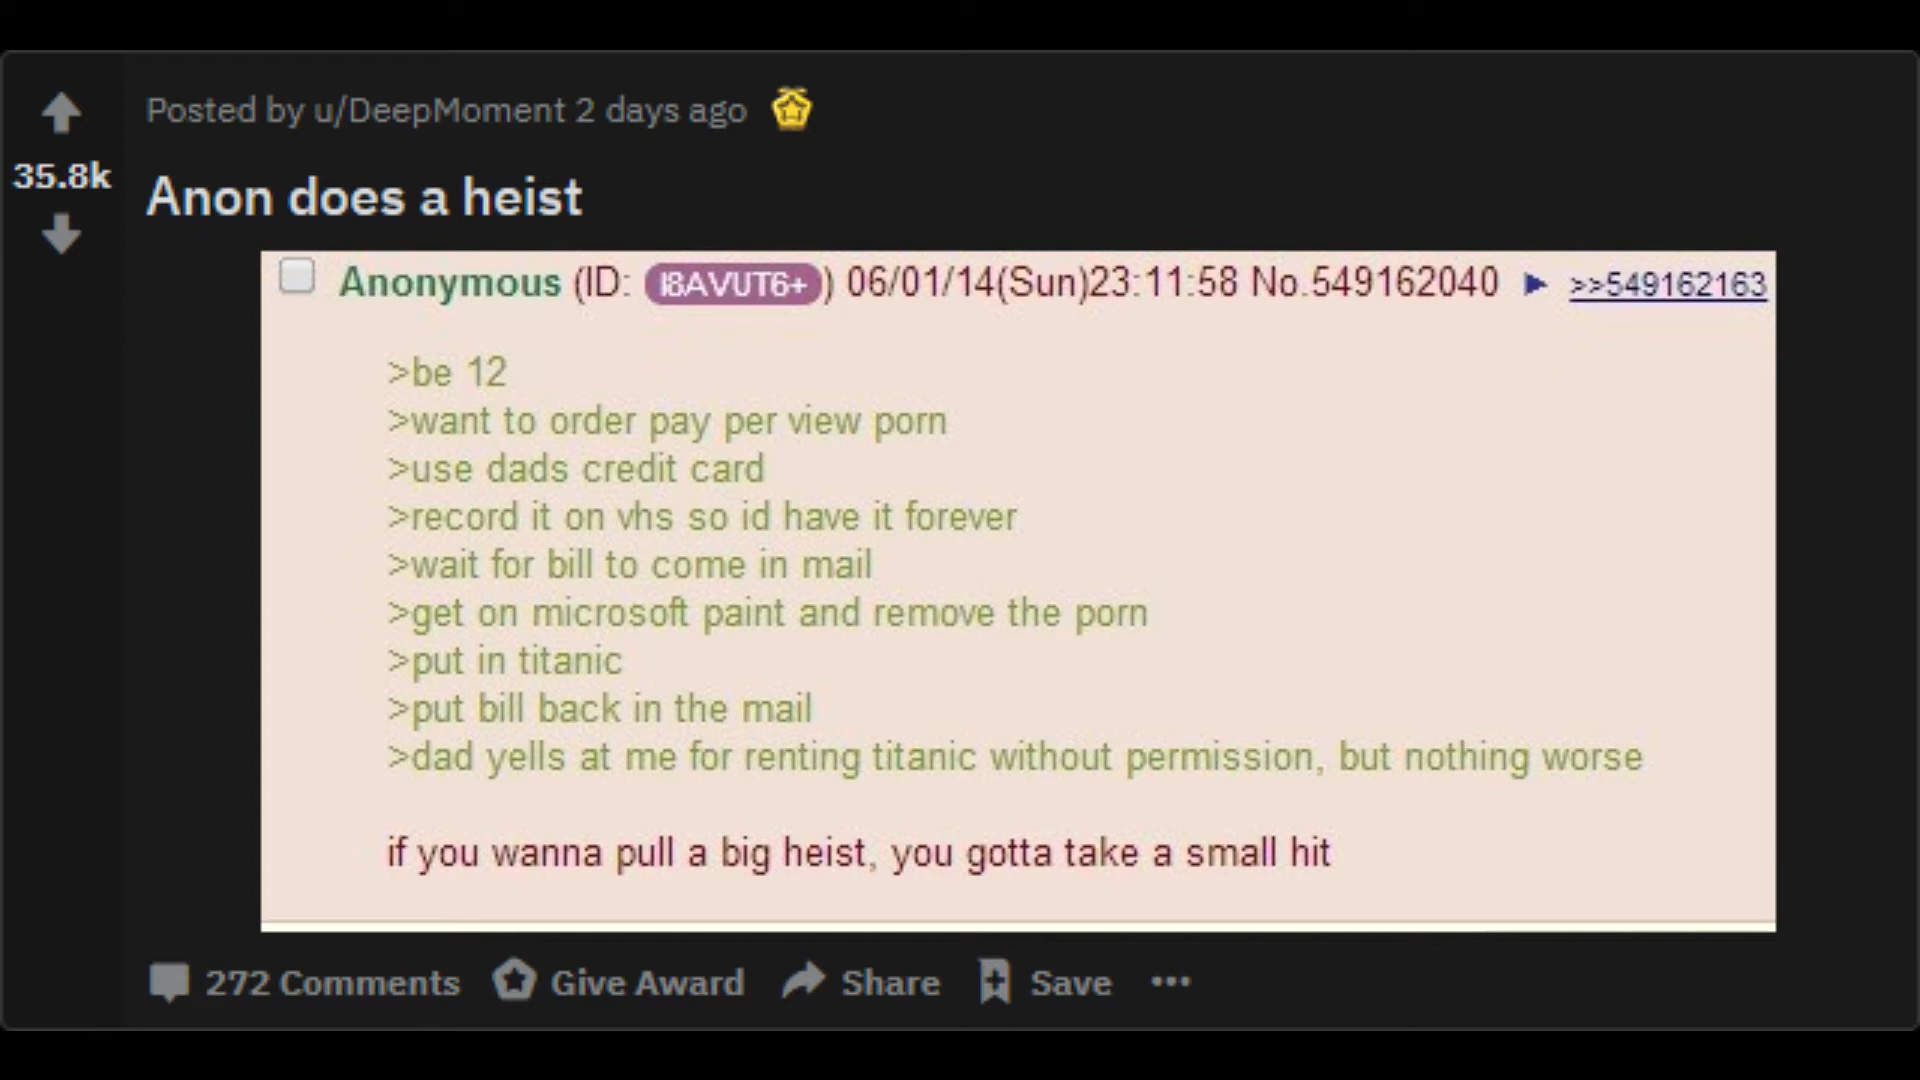 Posted by u/DeepMoment 2 days ago
35.8k
Anon does a heist
Anonymous (ID: I8AVUT6+) 06/01/14(Sun)23:11:58 No.549162040 ▶ >>549162163
>be 12
>want to order pay per view porn
>use dads credit card
>record it on vhs so id have it forever
>wait for bill to come in mail
>get on microsoft paint and remove the porn
>put in titanic
>put bill back in the mail
>dad yells at me for renting titanic without permission, but nothing worse
if you wanna pull a big heist, you gotta take a small hit
272 Comments Give Award Share Save ...